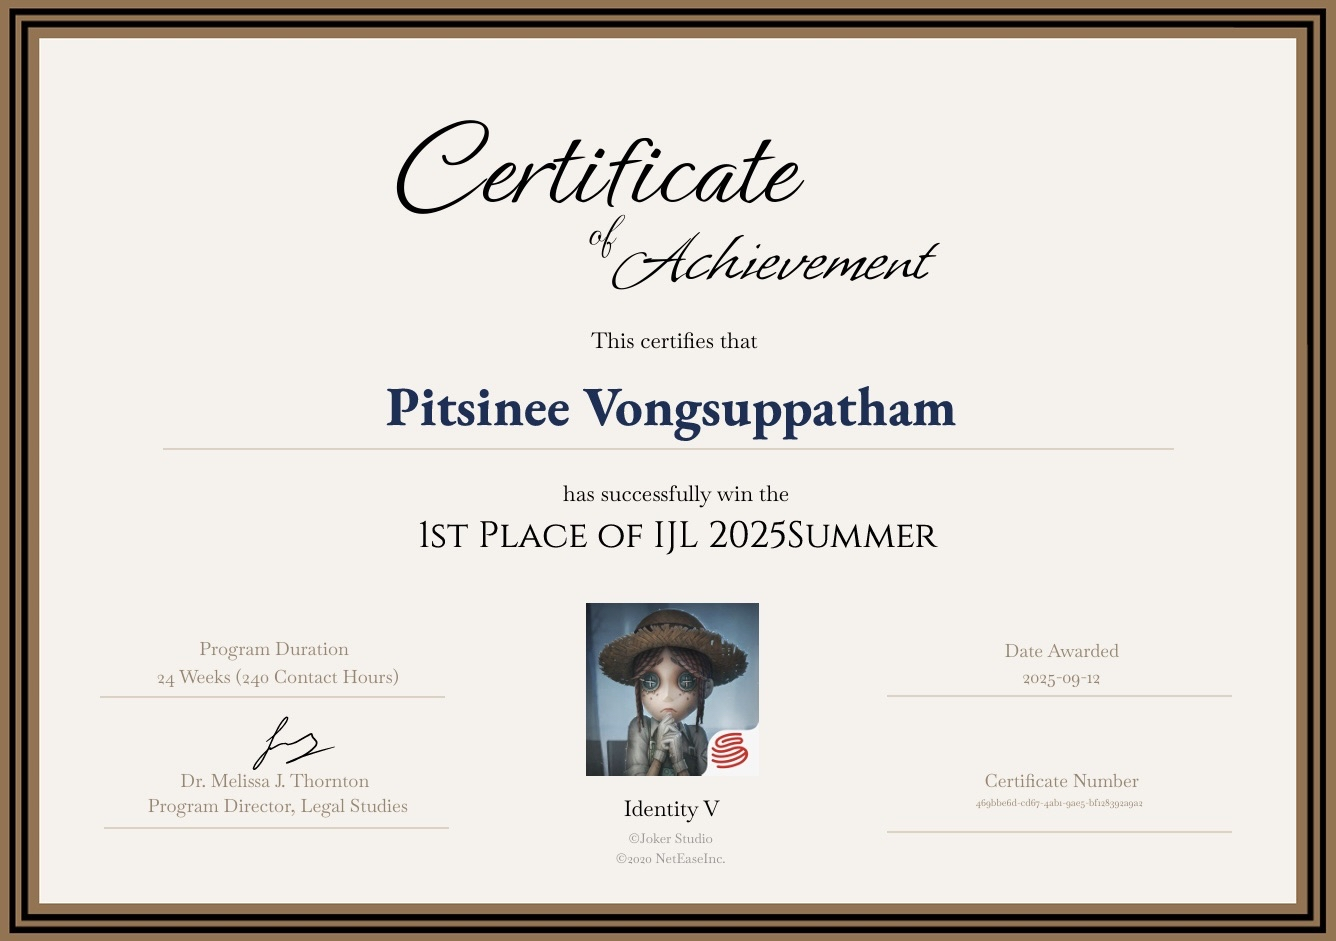 Certificate
of
Achievement
This certifies that
Pitsinee Vongsuppatham
has successfully win the
1st Place of IJL 2025Summer
Program Duration
24 Weeks (240 Contact Hours)
Dr. Melissa J. Thornton
Program Director, Legal Studies
Identity V
©Joker Studio
©2020 NetEaseInc.
Date Awarded
2025-09-12
Certificate Number
469bbe6d-cd67-4ab1-9ae5-bf128392a9a2